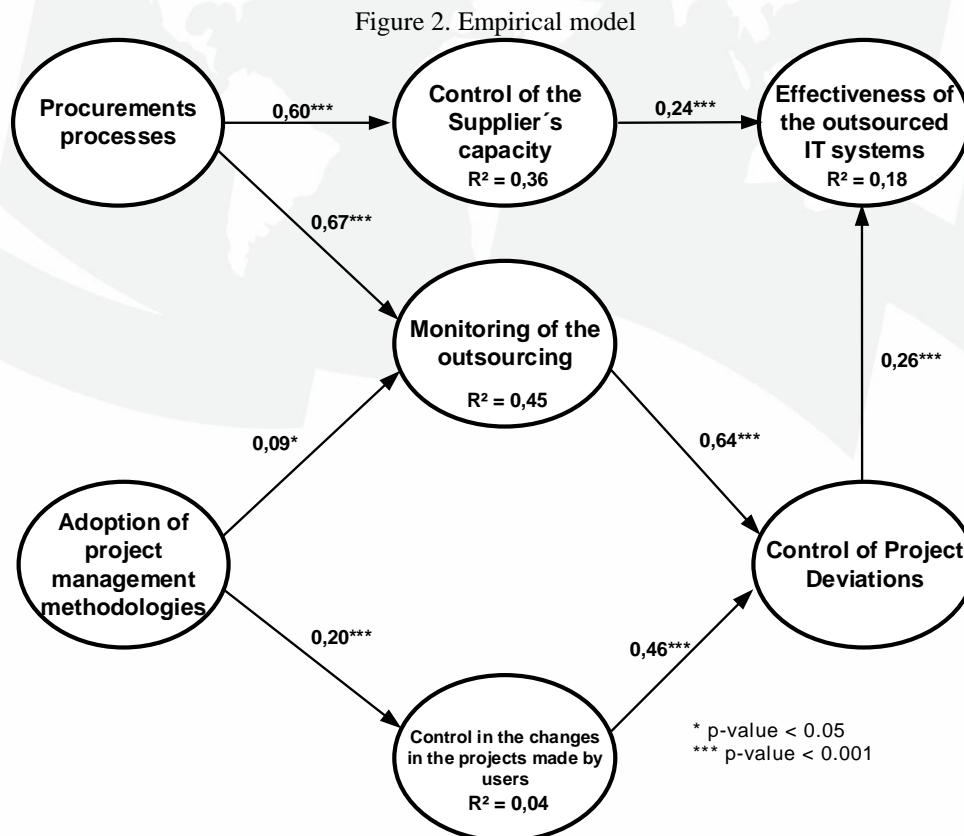 Figure 2. Empirical model
Procurements
processes
0,60***
Control of the
Supplier´s
capacity
R² = 0,36
0,24***
Effectiveness of
the outsourced
IT systems
R² = 0,18
0,67***
Monitoring of the
outsourcing
R² = 0,45
0,26***
0,09*
0,64***
Adoption of
project
management
methodologies
Control of Project
Deviations
0,20***
0,46***
Control in the changes
in the projects made by
users
R² = 0,04
* p-value < 0.05
*** p-value < 0.001